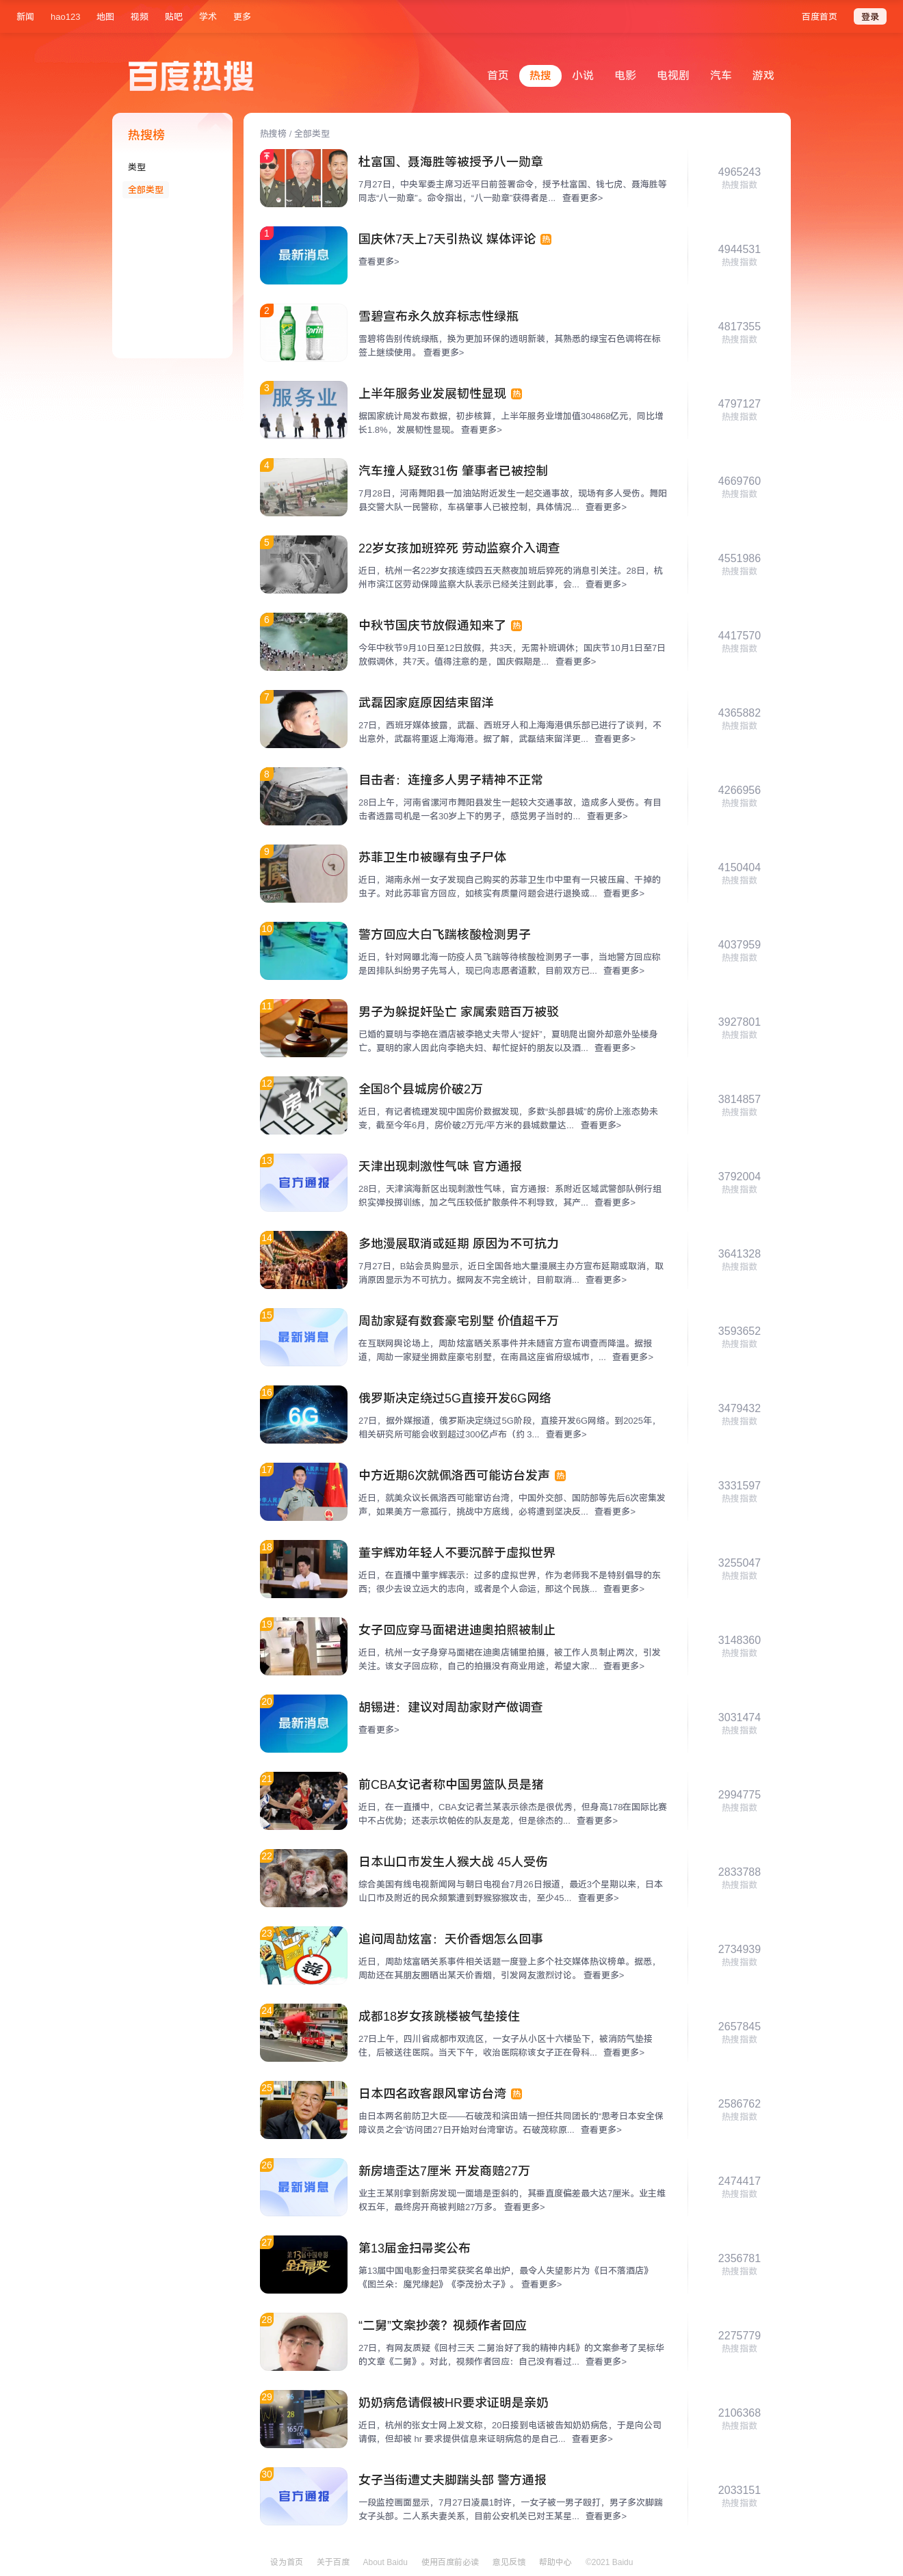 新闻 hao123 地图 视频 贴吧 学术 更多 百度首页 登录
百度热搜
首页 热搜 小说 电影 电视剧 汽车 游戏
热搜榜
类型
全部类型
热搜榜 / 全部类型
杜富国、聂海胜等被授予八一勋章
7月27日，中央军委主席习近平日前签署命令，授予杜富国、钱七虎、聂海胜等
同志“八一勋章”。命令指出，“八一勋章”获得者是... 查看更多>
4965243
热搜指数
1
最新消息
国庆休7天上7天引热议 媒体评论 热
查看更多>
4944531
热搜指数
2
雪碧宣布永久放弃标志性绿瓶
雪碧将告别传统绿瓶，换为更加环保的透明新装，其熟悉的绿宝石色调将在标
签上继续使用。 查看更多>
4817355
热搜指数
3
服务业
上半年服务业发展韧性显现 热
据国家统计局发布数据，初步核算，上半年服务业增加值304868亿元，同比增
长1.8%，发展韧性显现。 查看更多>
4797127
热搜指数
4
汽车撞人疑致31伤 肇事者已被控制
7月28日，河南舞阳县一加油站附近发生一起交通事故，现场有多人受伤。舞阳
县交警大队一民警称，车祸肇事人已被控制，具体情况... 查看更多>
4669760
热搜指数
5
22岁女孩加班猝死 劳动监察介入调查
近日，杭州一名22岁女孩连续四五天熬夜加班后猝死的消息引关注。28日，杭
州市滨江区劳动保障监察大队表示已经关注到此事，会... 查看更多>
4551986
热搜指数
6
中秋节国庆节放假通知来了 热
今年中秋节9月10日至12日放假，共3天，无需补班调休；国庆节10月1日至7日
放假调休，共7天。值得注意的是，国庆假期是... 查看更多>
4417570
热搜指数
7
武磊因家庭原因结束留洋
27日，西班牙媒体披露，武磊、西班牙人和上海海港俱乐部已进行了谈判，不
出意外，武磊将重返上海海港。据了解，武磊结束留洋更... 查看更多>
4365882
热搜指数
8
目击者：连撞多人男子精神不正常
28日上午，河南省漯河市舞阳县发生一起较大交通事故，造成多人受伤。有目
击者透露司机是一名30岁上下的男子，感觉男子当时的... 查看更多>
4266956
热搜指数
9
苏菲卫生巾被曝有虫子尸体
近日，湖南永州一女子发现自己购买的苏菲卫生巾中里有一只被压扁、干掉的
虫子。对此苏菲官方回应，如核实有质量问题会进行退换或... 查看更多>
4150404
热搜指数
10
警方回应大白飞踹核酸检测男子
近日，针对网曝北海一防疫人员飞踹等待核酸检测男子一事，当地警方回应称
是因排队纠纷男子先骂人，现已向志愿者道歉，目前双方已... 查看更多>
4037959
热搜指数
11
男子为躲捉奸坠亡 家属索赔百万被驳
已婚的夏明与李艳在酒店被李艳丈夫带人“捉奸”，夏明爬出窗外却意外坠楼身
亡。夏明的家人因此向李艳夫妇、帮忙捉奸的朋友以及酒... 查看更多>
3927801
热搜指数
12
房价
全国8个县城房价破2万
近日，有记者梳理发现中国房价数据发现，多数“头部县城”的房价上涨态势未
变，截至今年6月，房价破2万元/平方米的县城数量达... 查看更多>
3814857
热搜指数
13
官方通报
天津出现刺激性气味 官方通报
28日，天津滨海新区出现刺激性气味，官方通报：系附近区域武警部队例行组
织实弹投掷训练，加之气压较低扩散条件不利导致，其产... 查看更多>
3792004
热搜指数
14
多地漫展取消或延期 原因为不可抗力
7月27日，B站会员购显示，近日全国各地大量漫展主办方宣布延期或取消，取
消原因显示为不可抗力。据网友不完全统计，目前取消... 查看更多>
3641328
热搜指数
15
最新消息
周劼家疑有数套豪宅别墅 价值超千万
在互联网舆论场上，周劼炫富晒关系事件并未随官方宣布调查而降温。据报
道，周劼一家疑坐拥数座豪宅别墅，在南昌这座省府级城市，... 查看更多>
3593652
热搜指数
16
6G
俄罗斯决定绕过5G直接开发6G网络
27日，据外媒报道，俄罗斯决定绕过5G阶段，直接开发6G网络。到2025年，
相关研究所可能会收到超过300亿卢布（约 3... 查看更多>
3479432
热搜指数
17
中方近期6次就佩洛西可能访台发声 热
近日，就美众议长佩洛西可能窜访台湾，中国外交部、国防部等先后6次密集发
声，如果美方一意孤行，挑战中方底线，必将遭到坚决反... 查看更多>
3331597
热搜指数
18
董宇辉劝年轻人不要沉醉于虚拟世界
近日，在直播中董宇辉表示：过多的虚拟世界，作为老师我不是特别倡导的东
西；很少去设立远大的志向，或者是个人命运，那这个民族... 查看更多>
3255047
热搜指数
19
女子回应穿马面裙进迪奥拍照被制止
近日，杭州一女子身穿马面裙在迪奥店铺里拍摄，被工作人员制止两次，引发
关注。该女子回应称，自己的拍摄没有商业用途，希望大家... 查看更多>
3148360
热搜指数
20
最新消息
胡锡进：建议对周劼家财产做调查
查看更多>
3031474
热搜指数
21
前CBA女记者称中国男篮队员是猪
近日，在一直播中，CBA女记者兰某表示徐杰是很优秀，但身高178在国际比赛
中不占优势；还表示坎帕佐的队友是龙，但是徐杰的... 查看更多>
2994775
热搜指数
22
日本山口市发生人猴大战 45人受伤
综合美国有线电视新闻网与朝日电视台7月26日报道，最近3个星期以来，日本
山口市及附近的民众频繁遭到野猴猕猴攻击，至少45... 查看更多>
2833788
热搜指数
23
追问周劼炫富：天价香烟怎么回事
近日，周劼炫富晒关系事件相关话题一度登上多个社交媒体热议榜单。据悉，
周劼还在其朋友圈晒出某天价香烟，引发网友激烈讨论。 查看更多>
2734939
热搜指数
24
成都18岁女孩跳楼被气垫接住
27日上午，四川省成都市双流区，一女子从小区十六楼坠下，被消防气垫接
住，后被送往医院。当天下午，收治医院称该女子正在骨科... 查看更多>
2657845
热搜指数
25
日本四名政客跟风窜访台湾 热
由日本两名前防卫大臣——石破茂和滨田靖一担任共同团长的“思考日本安全保
障议员之会”访问团27日开始对台湾窜访。石破茂称原... 查看更多>
2586762
热搜指数
26
最新消息
新房墙歪达7厘米 开发商赔27万
业主王某刚拿到新房发现一面墙是歪斜的，其垂直度偏差最大达7厘米。业主维
权五年，最终房开商被判赔27万多。 查看更多>
2474417
热搜指数
27
金扫帚奖
第13届金扫帚奖公布
第13届中国电影金扫帚奖获奖名单出炉，最令人失望影片为《日不落酒店》
《图兰朵：魔咒缘起》《李茂扮太子》。 查看更多>
2356781
热搜指数
28
“二舅”文案抄袭？视频作者回应
27日，有网友质疑《回村三天 二舅治好了我的精神内耗》的文案参考了吴标华
的文章《二舅》。对此，视频作者回应：自己没有看过... 查看更多>
2275779
热搜指数
29
奶奶病危请假被HR要求证明是亲奶
近日，杭州的张女士网上发文称，20日接到电话被告知奶奶病危，于是向公司
请假，但却被 hr 要求提供信息来证明病危的是自己... 查看更多>
2106368
热搜指数
30
官方通报
女子当街遭丈夫脚踹头部 警方通报
一段监控画面显示，7月27日凌晨1时许，一女子被一男子殴打，男子多次脚踹
女子头部。二人系夫妻关系，目前公安机关已对王某星... 查看更多>
2033151
热搜指数
设为首页 关于百度 About Baidu 使用百度前必读 意见反馈 帮助中心 ©2021 Baidu